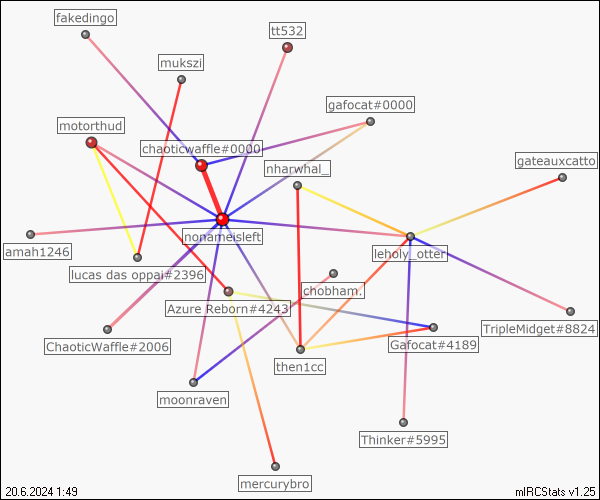 fakedingo
tt532
mukszi
gafocat#0000
motorthud
chaoticwaffle#0000
gateauxcatto
nharwhal_
nonameisleft
amah1246
leholy_otter
lucas das oppai#2396
chobham.
Azure Reborn#4243
TripleMidget#8824
ChaoticWaffle#2006
Gafocat#4189
then1cc
moonraven
Thinker#5995
mercurybro
20.6.2024 1:49
mIRCStats v1.25